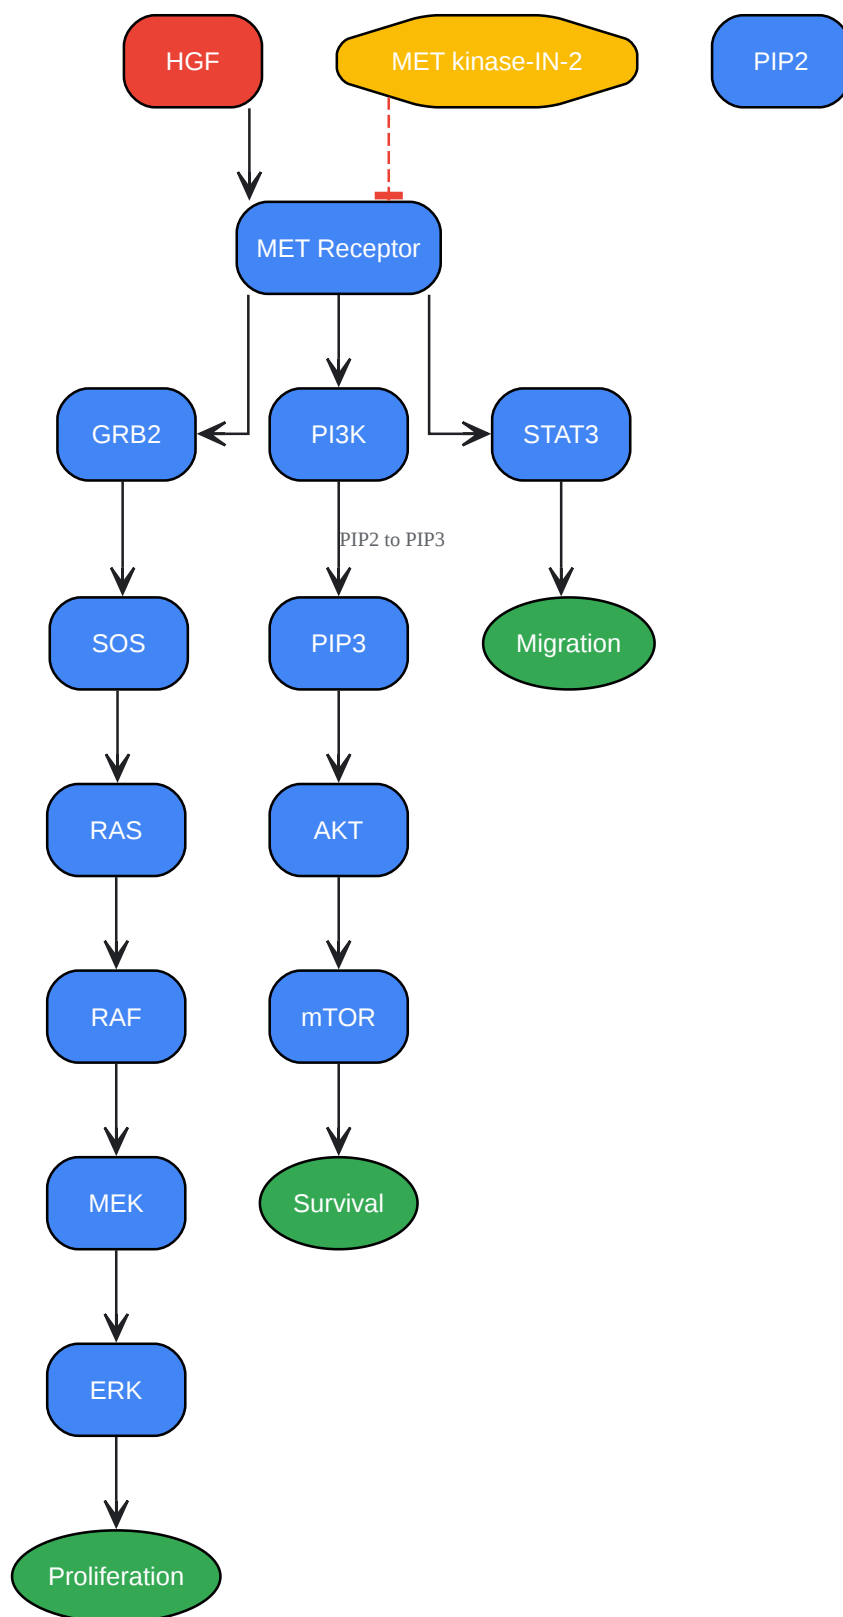 HGF
MET kinase-IN-2
PIP2
MET Receptor
GRB2
PI3K
STAT3
PIP2 to PIP3
SOS
PIP3
Migration
RAS
AKT
RAF
mTOR
MEK
Survival
ERK
Proliferation